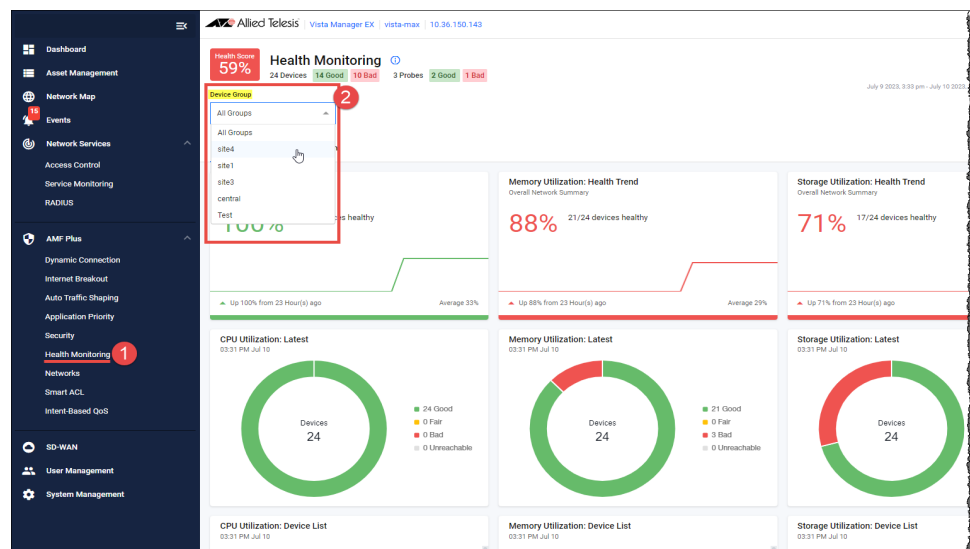 Allied Telesis | Vista Manager EX | vista-max | 10.36.150.143
Dashboard
Asset Management
Network Map
15
Events
Network Services
Access Control
Service Monitoring
RADIUS
AMF Plus
Dynamic Connection
Internet Breakout
Auto Traffic Shaping
Application Priority
Security
Health Monitoring 1
Networks
Smart ACL
Intent-Based QoS
SD-WAN
User Management
System Management
Health Score
59%
Health Monitoring
24 Devices 14 Good 10 Bad 3 Probes 2 Good 1 Bad
July 9 2023, 3:33 pm - July 10 2023,
Device Group 2
All Groups
All Groups
site4
site1
site3
central
Test
100% healthy
Up 100% from 23 Hour(s) ago Average 33%
Memory Utilization: Health Trend
Overall Network Summary
88% 21/24 devices healthy
Up 88% from 23 Hour(s) ago Average 29%
Storage Utilization: Health Trend
Overall Network Summary
71% 17/24 devices healthy
Up 71% from 23 Hour(s) ago
CPU Utilization: Latest
03:31 PM Jul 10
Devices
24
24 Good
0 Fair
0 Bad
0 Unreachable
Memory Utilization: Latest
03:31 PM Jul 10
Devices
24
21 Good
0 Fair
3 Bad
0 Unreachable
Storage Utilization: Latest
03:31 PM Jul 10
Devices
24
CPU Utilization: Device List
03:31 PM Jul 10
Memory Utilization: Device List
03:31 PM Jul 10
Storage Utilization: Device List
03:31 PM Jul 10